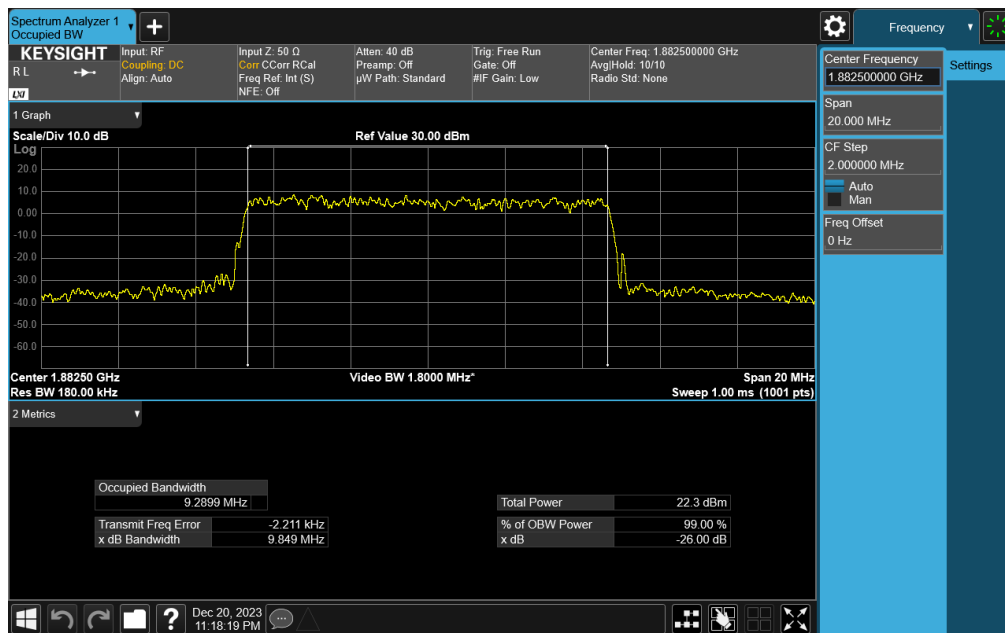 Spectrum Analyzer 1
Occupied BW
Frequency
KEYSIGHT
R L
LXI
Input: RF
Coupling: DC
Align: Auto
Input Z: 50 Ω
Corr CCorr RCal
Freq Ref: Int (S)
NFE: Off
Atten: 40 dB
Preamp: Off
µW Path: Standard
Trig: Free Run
Gate: Off
#IF Gain: Low
Center Freq: 1.882500000 GHz
Avg|Hold: 10/10
Radio Std: None
Center Frequency
1.882500000 GHz
Settings
Span
20.000 MHz
CF Step
2.000000 MHz
Auto
Man
Freq Offset
0 Hz
1 Graph
Scale/Div 10.0 dB
Ref Value 30.00 dBm
Log
20.0
10.0
0.00
-10.0
-20.0
-30.0
-40.0
-50.0
-60.0
Center 1.88250 GHz
Video BW 1.8000 MHz*
Span 20 MHz
Res BW 180.00 kHz
Sweep 1.00 ms (1001 pts)
2 Metrics
Occupied Bandwidth
9.2899 MHz
Total Power 22.3 dBm
Transmit Freq Error -2.211 kHz
% of OBW Power 99.00 %
x dB Bandwidth 9.849 MHz
x dB -26.00 dB
Dec 20, 2023
11:18:19 PM